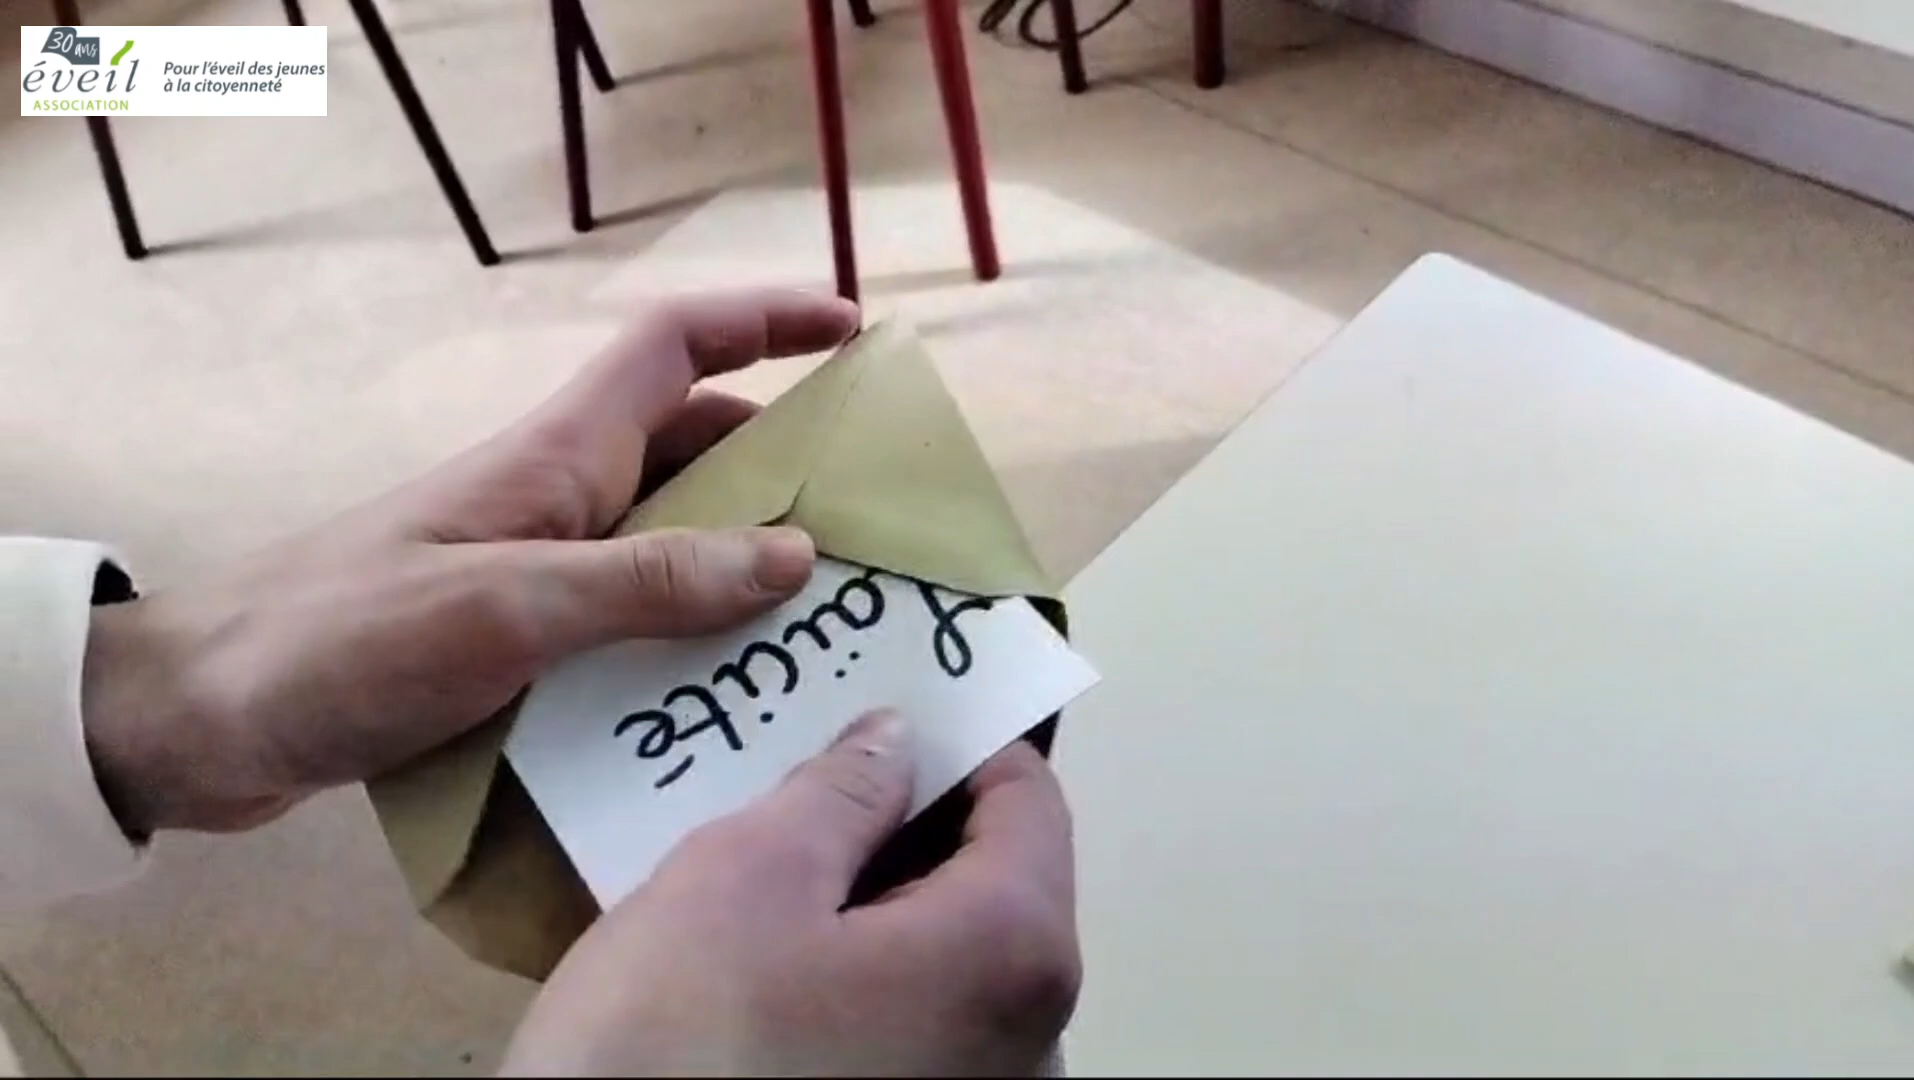 30 ans
éveil
ASSOCIATION
Pour l'éveil des jeunes
à la citoyenneté
Laïcité